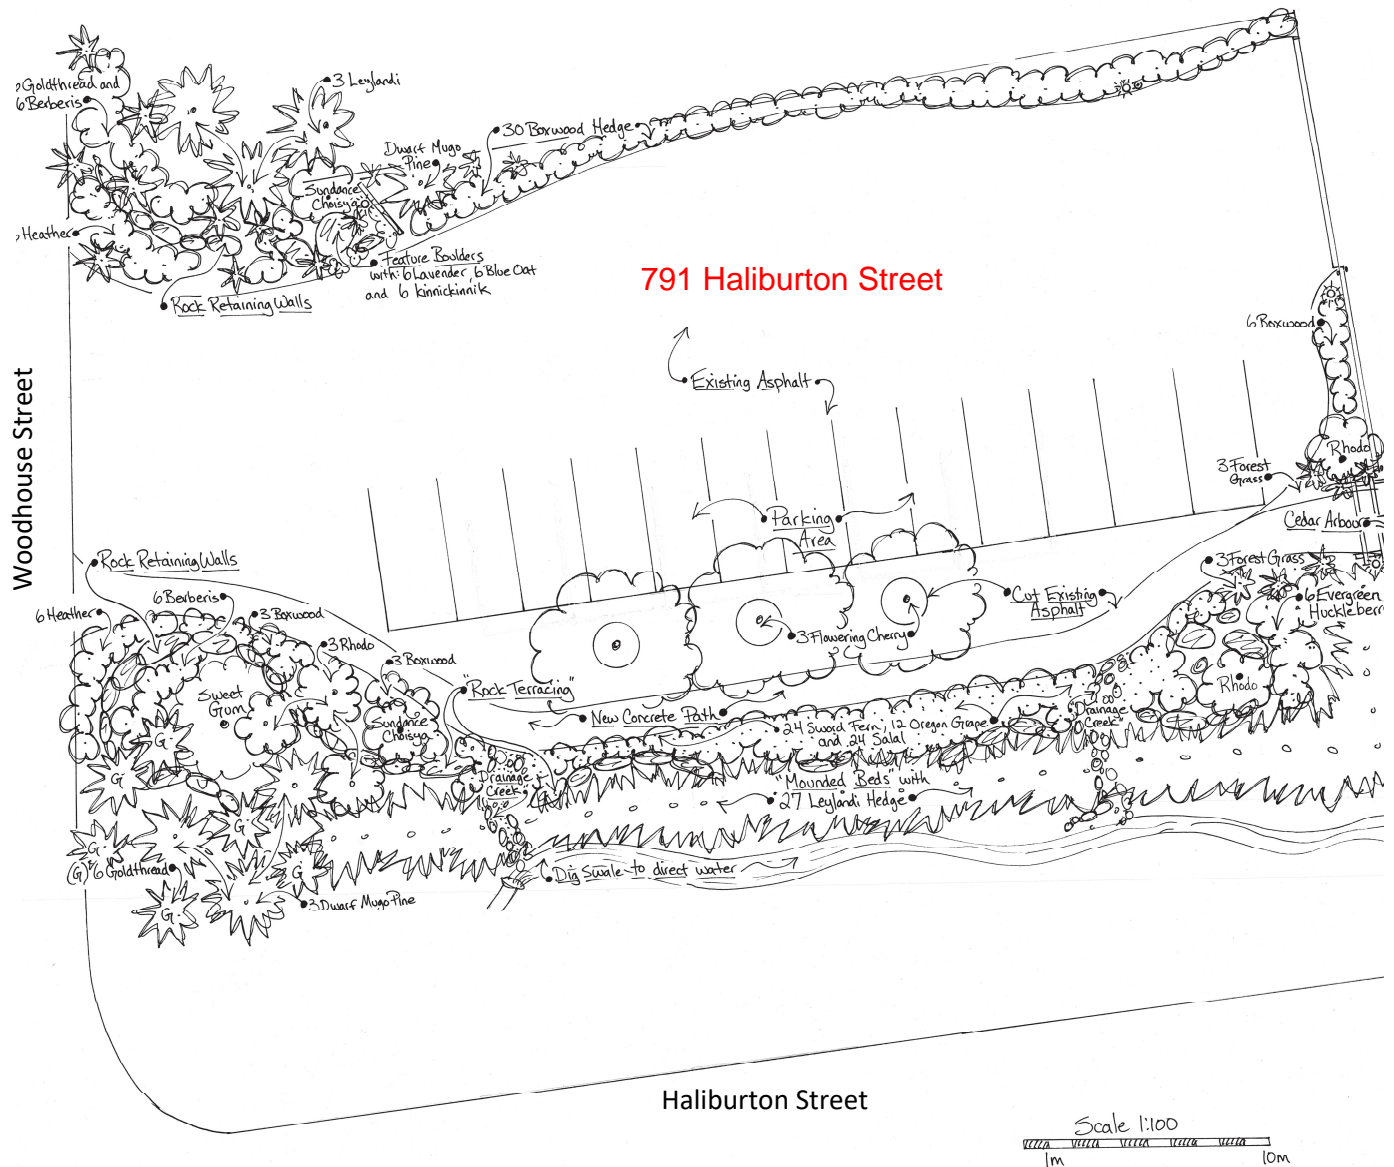 Goldthread and
6 Berberis
3 Leylandi
30 Boxwood Hedge
Dwarf Mugo
Pine
Sundance
Choisya
Heather
Feature Boulders
with: 6 Lavender, 6 Blue Oat
and 6 kinnickinnik
Rock Retaining Walls
791 Haliburton Street
6 Boxwood
Existing Asphalt
Woodhouse Street
Rhodo
3 Forest
Grass
Parking
Area
Cedar Arbour
Rock Retaining Walls
3 Forest Grass
6 Heather
6 Berberis
3 Boxwood
Cut Existing
Asphalt
6 Evergreen
Huckleberry
3 Flowering Cherry
3 Rhodo
3 Boxwood
Sweet
Gum
"Rock Terracing"
Rhodo
New Concrete Path
Sundance
Choisya
24 Sword Fern, 12 Oregon Grape
and 24 Salal
Drainage
Creek"
G
"Mounded Beds" with
27 Leylandi Hedge
Drainage
Creek
G
G
G
(G) 6 Goldthread
G
Dig Swale to direct water
3 Dwarf Mugo Pine
G
Haliburton Street
Scale 1:100
1m
10m